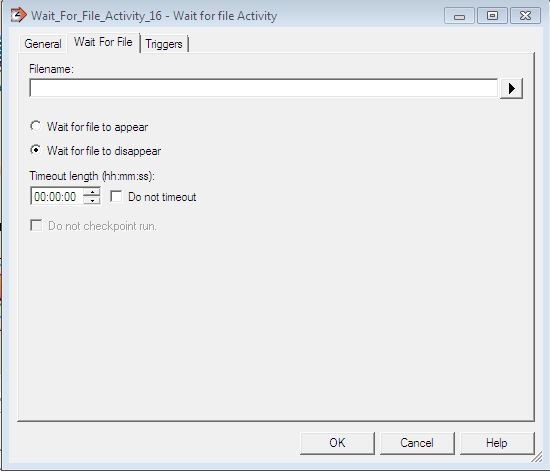 Wait_For_File_Activity_16 - Wait for file Activity
General Wait For File Triggers
Filename:
Wait for file to appear
Wait for file to disappear
Timeout length (hh:mm:ss):
00:00:00 Do not timeout
Do not checkpoint run.
OK Cancel Help